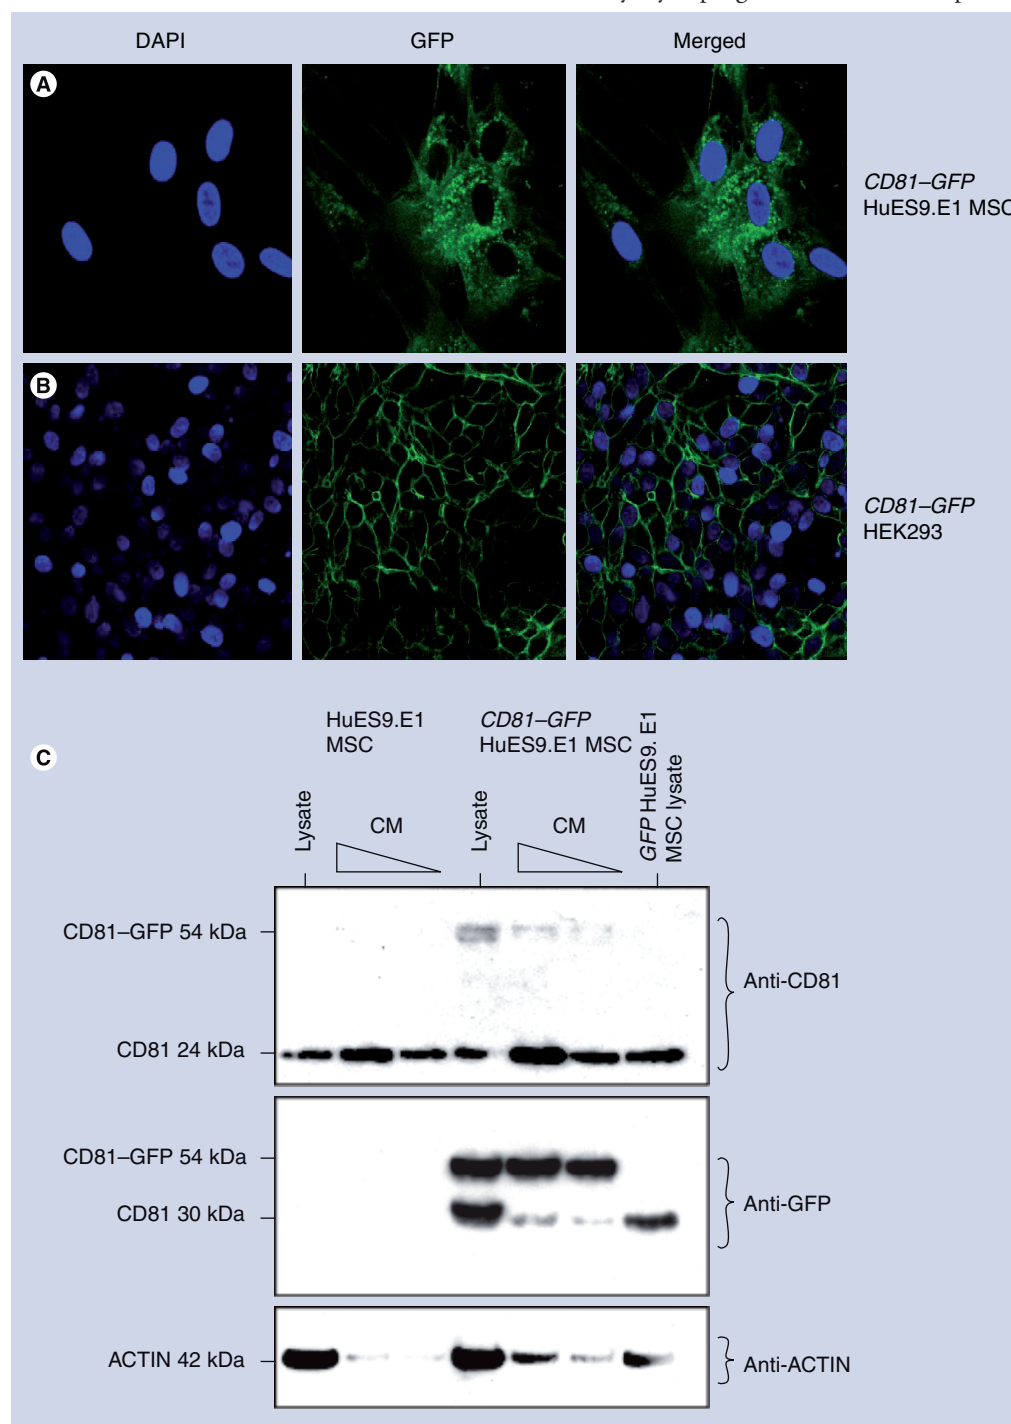 DAPI GFP Merged
A
CD81–GFP
HuES9.E1 MSC
B
CD81–GFP
HEK293
C
HuES9.E1
MSC
CD81–GFP
HuES9.E1 MSC
GFP HuES9. E1
MSC lysate
Lysate
CM
Lysate
CM
CD81–GFP 54 kDa
CD81 24 kDa
Anti-CD81
CD81–GFP 54 kDa
CD81 30 kDa
Anti-GFP
ACTIN 42 kDa
Anti-ACTIN